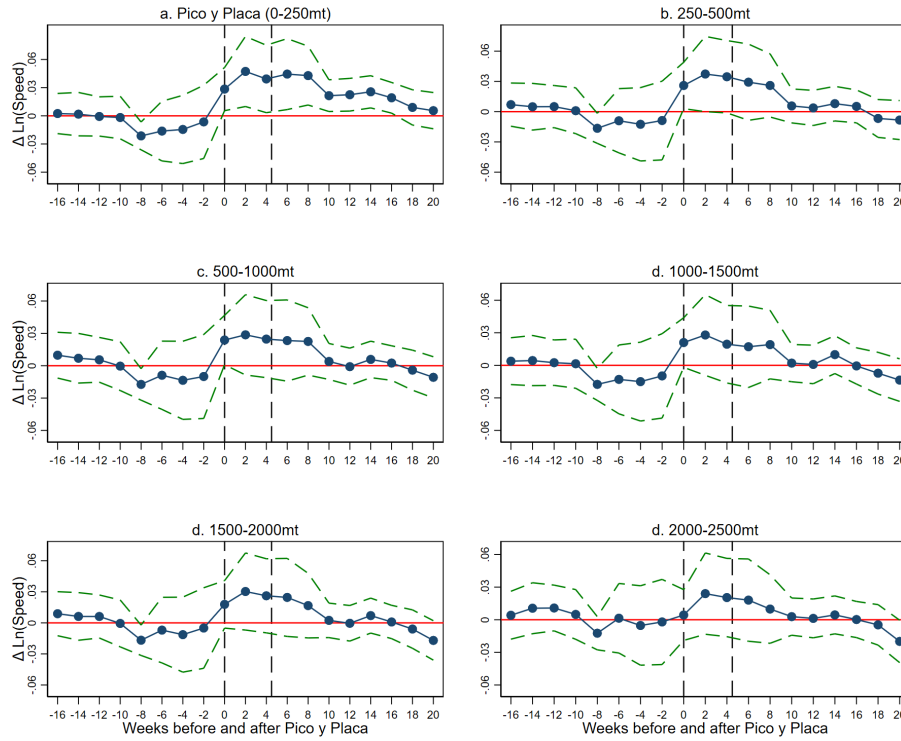 a. Pico y Placa (0-250mt)
Δ Ln(Speed)
.06
.03
0
-.03
-.06
-16 -14 -12 -10 -8 -6 -4 -2 0 2 4 6 8 10 12 14 16 18 20
b. 250-500mt
.06
.03
0
-.03
-.06
-16 -14 -12 -10 -8 -6 -4 -2 0 2 4 6 8 10 12 14 16 18 20
c. 500-1000mt
Δ Ln(Speed)
.06
.03
0
-.03
-.06
-16 -14 -12 -10 -8 -6 -4 -2 0 2 4 6 8 10 12 14 16 18 20
d. 1000-1500mt
.06
.03
0
-.03
-.06
-16 -14 -12 -10 -8 -6 -4 -2 0 2 4 6 8 10 12 14 16 18 20
d. 1500-2000mt
Δ Ln(Speed)
.06
.03
0
-.03
-.06
-16 -14 -12 -10 -8 -6 -4 -2 0 2 4 6 8 10 12 14 16 18 20
Weeks before and after Pico y Placa
d. 2000-2500mt
.06
.03
0
-.03
-.06
-16 -14 -12 -10 -8 -6 -4 -2 0 2 4 6 8 10 12 14 16 18 20
Weeks before and after Pico y Placa